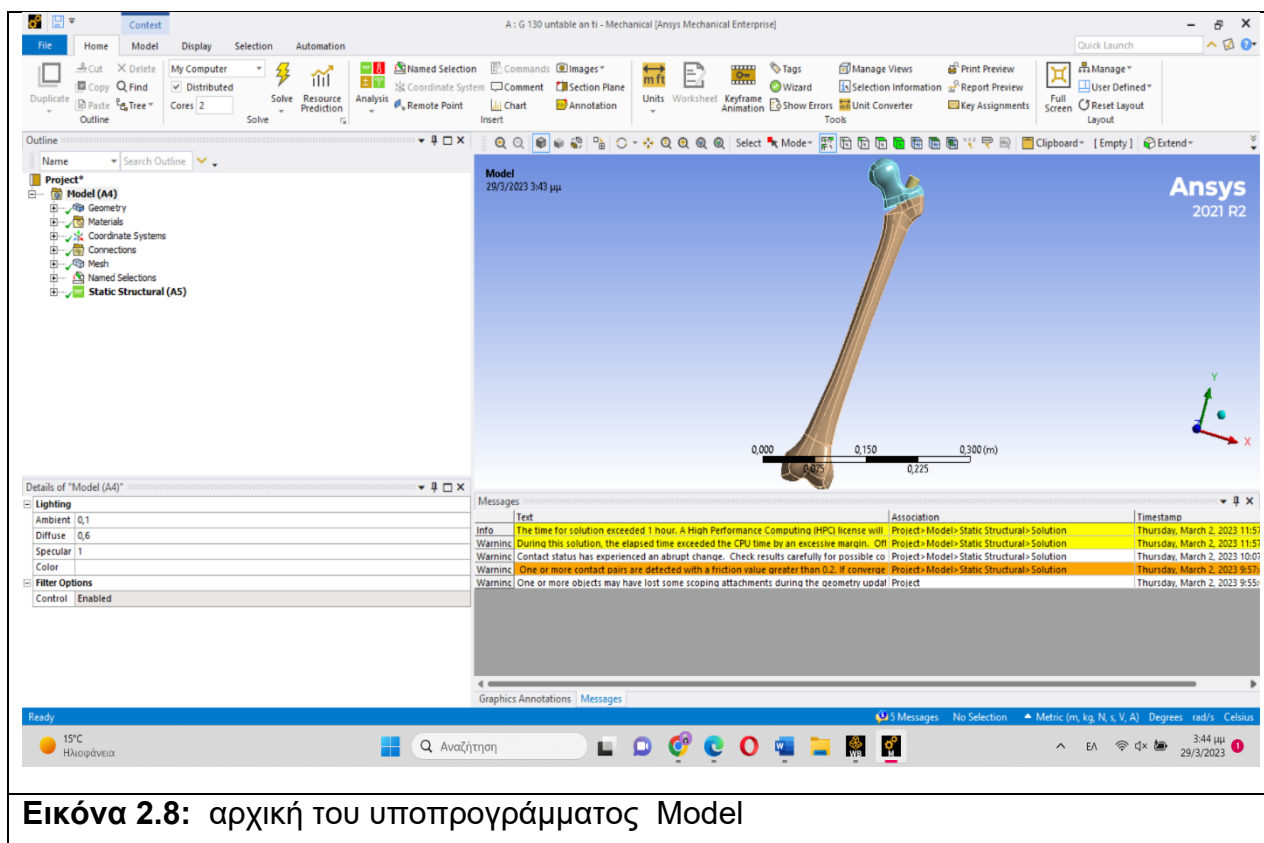 Context
A : G 130 untable an ti - Mechanical [Ansys Mechanical Enterprise]
File Home Model Display Selection Automation
Quick Launch
Duplicate
Cut
Copy
Paste
Delete
Find
Tree
Outline
My Computer
Distributed
Cores 2
Solve
Resource Prediction
Solve
Analysis
Named Selection
Coordinate System
Remote Point
Commands
Comment
Chart
Images
Section Plane
Annotation
Insert
Units
Worksheet
Keyframe Animation
Tags
Wizard
Show Errors
Manage Views
Selection Information
Unit Converter
Print Preview
Report Preview
Key Assignments
Tools
Full Screen
Manage
User Defined
Reset Layout
Layout
Outline
Name Search Outline
Project*
Model (A4)
Geometry
Materials
Coordinate Systems
Connections
Mesh
Named Selections
Static Structural (A5)
Select Mode Clipboard [ Empty ] Extend
Model
29/3/2023 3:43 μμ
Ansys
2021 R2
Y
X
0,000 0,150 0,300 (m)
0,075 0,225
Details of "Model (A4)"
Lighting
Ambient 0,1
Diffuse 0,6
Specular 1
Color
Filter Options
Control Enabled
Messages
Text Association Timestamp
Info The time for solution exceeded 1 hour. A High Performance Computing (HPC) license will Project>Model>Static Structural>Solution Thursday, March 2, 2023 11:57
Warninc During this solution, the elapsed time exceeded the CPU time by an excessive margin. Oft Project>Model>Static Structural>Solution Thursday, March 2, 2023 11:57
Warninc Contact status has experienced an abrupt change. Check results carefully for possible co Project>Model>Static Structural>Solution Thursday, March 2, 2023 10:07
Warninc One or more contact pairs are detected with a friction value greater than 0.2. If converge Project>Model>Static Structural>Solution Thursday, March 2, 2023 9:57:
Warninc One or more objects may have lost some scoping attachments during the geometry updat Project Thursday, March 2, 2023 9:55:
Graphics Annotations Messages
Ready
5 Messages No Selection Metric (m, kg, N, s, V, A) Degrees rad/s Celsius
15°C
Ηλιοφάνεια
Αναζήτηση
WB
M
ΕΛ
3:44 μμ
29/3/2023
1
Εικόνα 2.8: αρχική του υποπρογράμματος Model